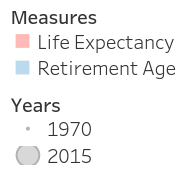 Measures
Life Expectancy
Retirement Age
Years
1970
2015